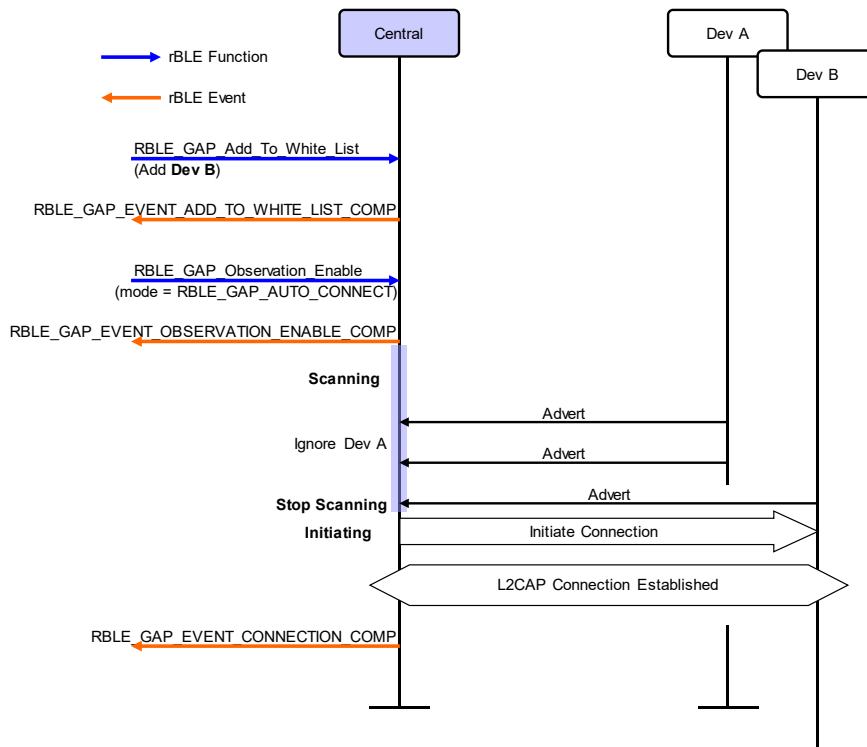 Central
Dev A
Dev B
rBLE Function
rBLE Event
RBLE_GAP_Add_To_White_List
(Add Dev B)
RBLE_GAP_EVENT_ADD_TO_WHITE_LIST_COMP
RBLE_GAP_Observation_Enable
(mode = RBLE_GAP_AUTO_CONNECT)
RBLE_GAP_EVENT_OBSERVATION_ENABLE_COMP
Scanning
Advert
Ignore Dev A
Advert
Advert
Stop Scanning
Initiating
Initiate Connection
L2CAP Connection Established
RBLE_GAP_EVENT_CONNECTION_COMP